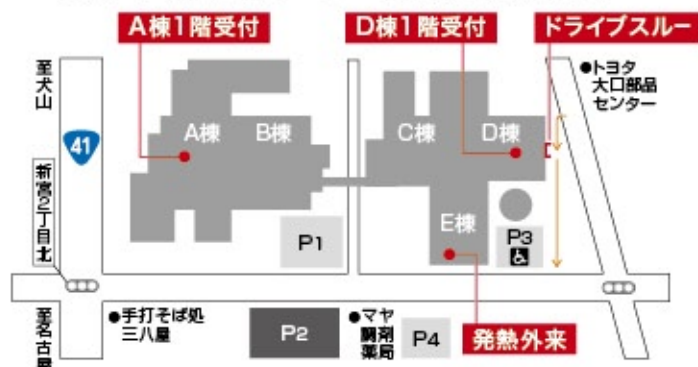 A棟1階受付
D棟1階受付
ドライブスルー
至犬山
41
新宮2丁目北
至名古屋
A棟
B棟
C棟
D棟
E棟
●トヨタ
大口部品
センター
P1
P3
●手打そば処
三八屋
P2
●マヤ
調剤
薬局
P4
発熱外来